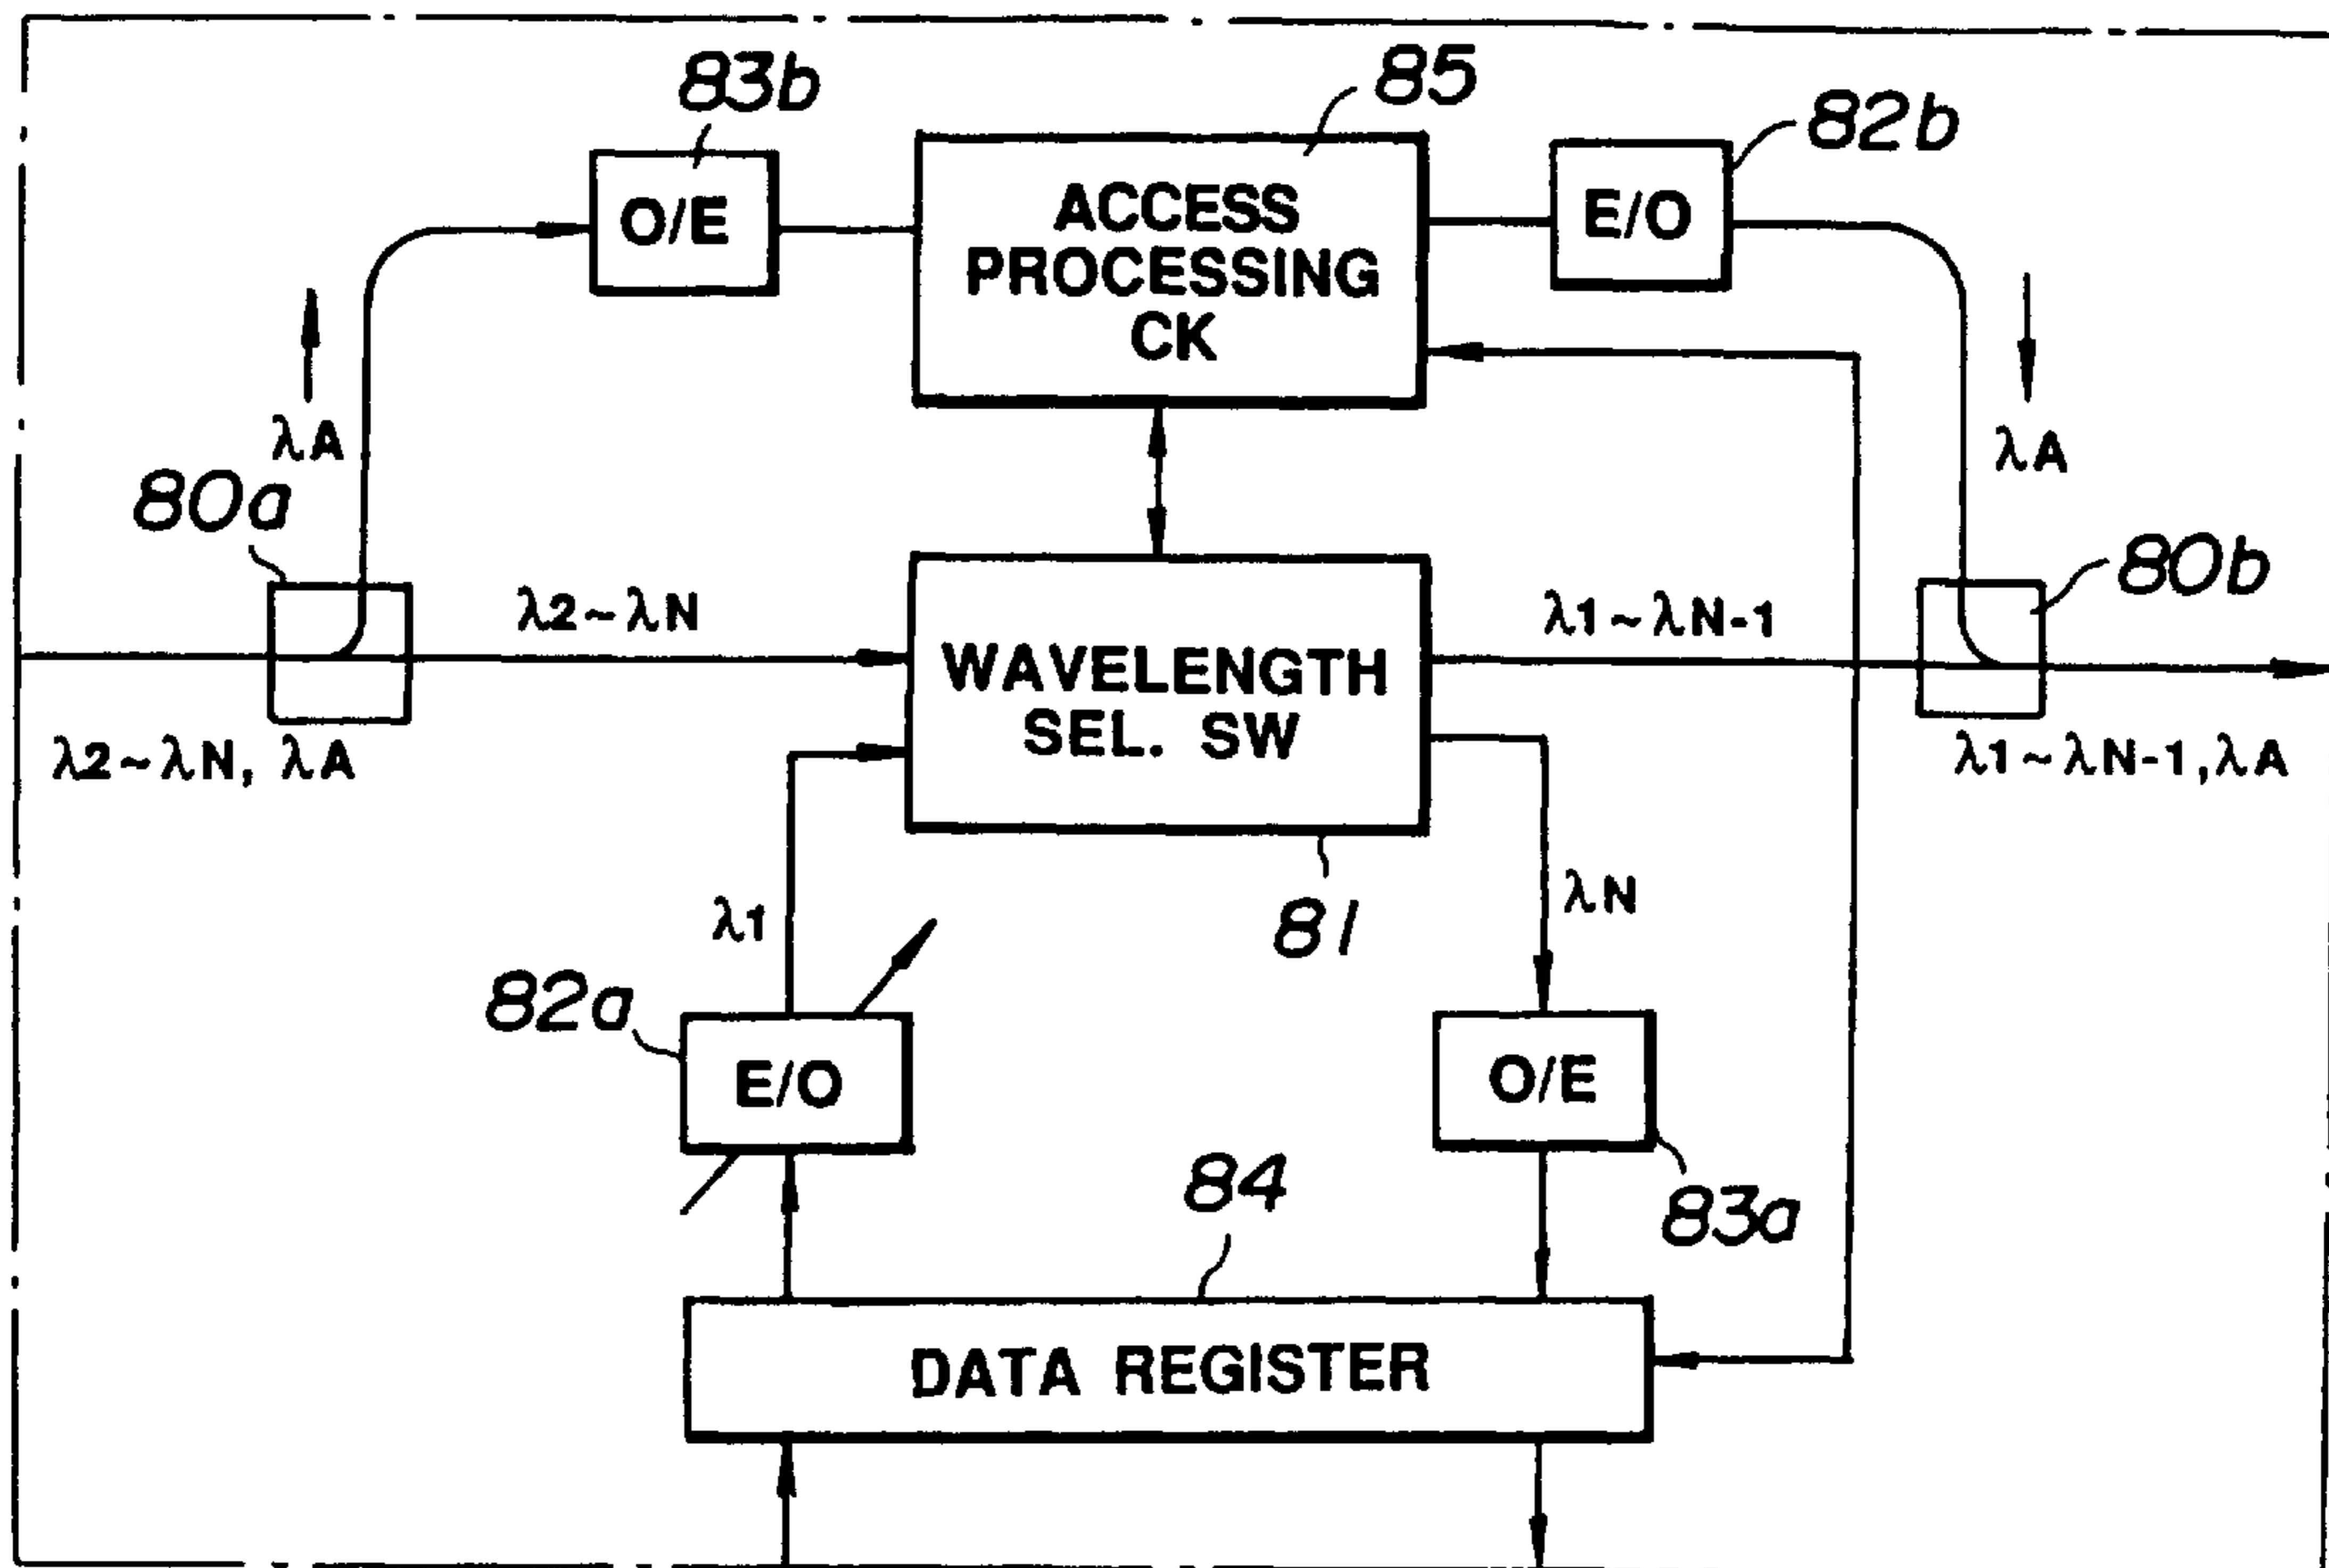 83b
85
82b
O/E
ACCESS
PROCESSING
CK
E/O
λA
λA
80a
80b
λ2~λN
λ1~λN-1
WAVELENGTH
SEL. SW
λ2~λN, λA
λ1~λN-1, λA
λ1
81
λN
82a
E/O
O/E
84
83a
DATA REGISTER